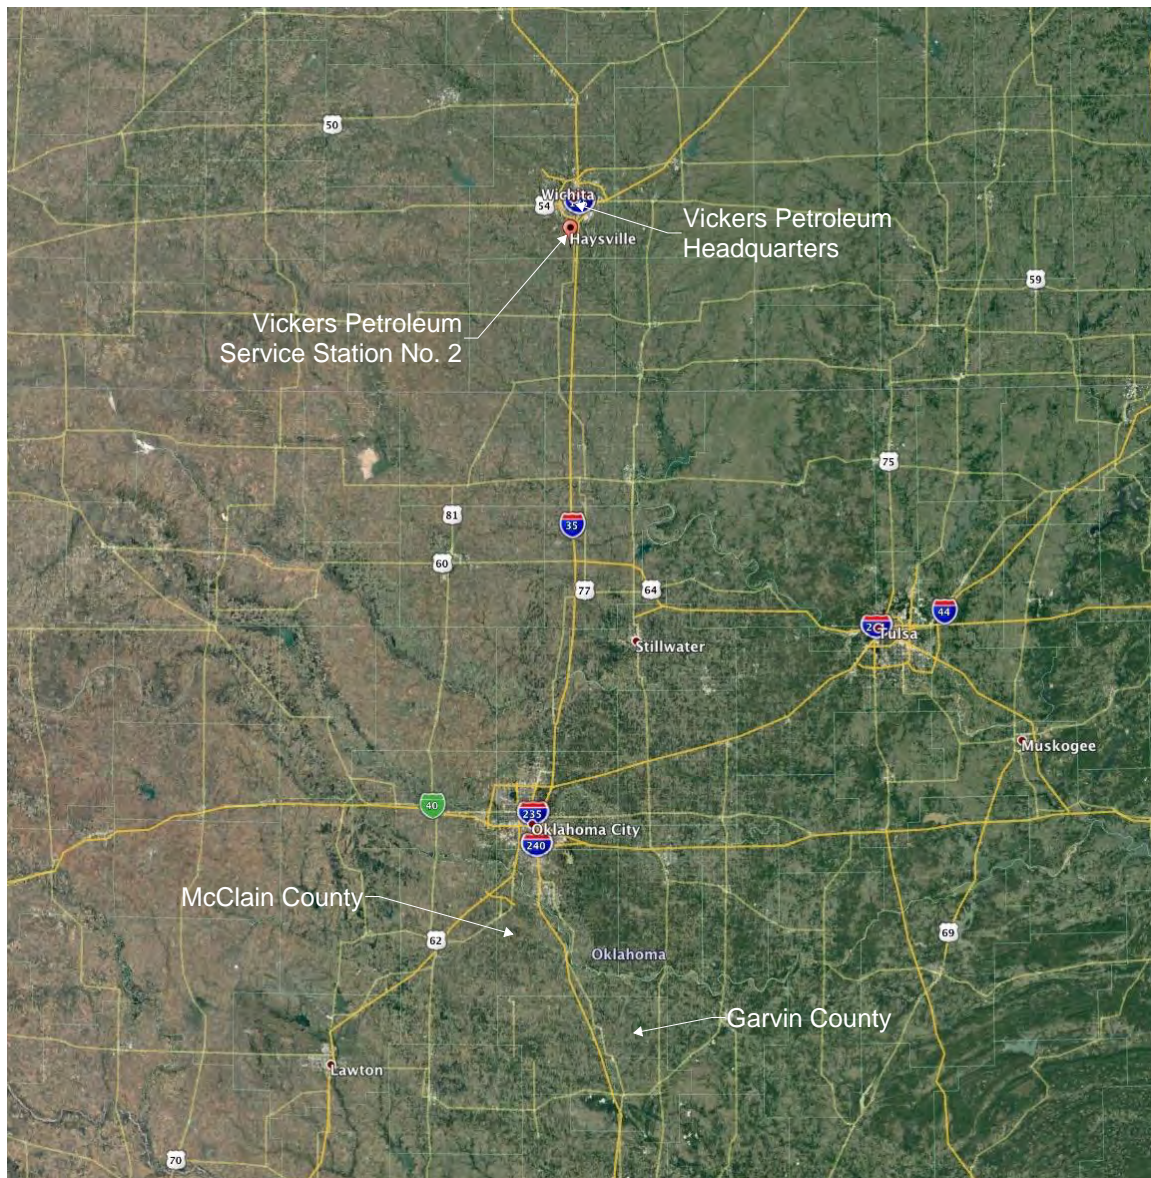 50
Wichita
54
Vickers Petroleum
Headquarters
Haysville
59
Vickers Petroleum
Service Station No. 2
75
81
35
60
77
64
44
Tulsa
Stillwater
Muskogee
40
235
Oklahoma City
240
McClain County
62
69
Oklahoma
Garvin County
Lawton
70